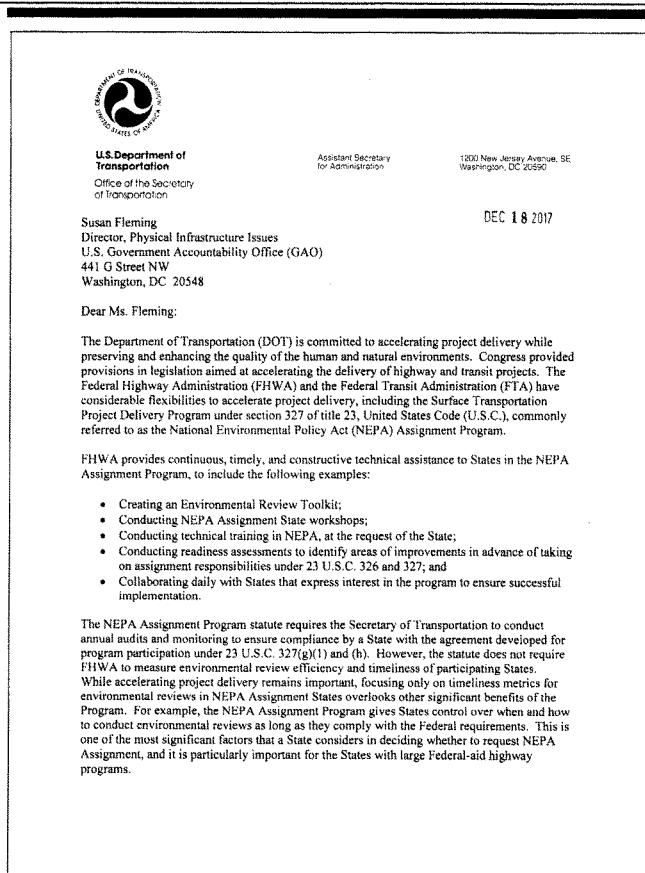 DEPARTMENT OF TRANSPORTATION
UNITED STATES OF AMERICA
U.S. Department of
Transportation
Office of the Secretary
of Transportation
Assistant Secretary
for Administration
1200 New Jersey Avenue, SE
Washington, DC 20590
DEC 18 2017
Susan Fleming
Director, Physical Infrastructure Issues
U.S. Government Accountability Office (GAO)
441 G Street NW
Washington, DC 20548
Dear Ms. Fleming:
The Department of Transportation (DOT) is committed to accelerating project delivery while
preserving and enhancing the quality of the human and natural environments. Congress provided
provisions in legislation aimed at accelerating the delivery of highway and transit projects. The
Federal Highway Administration (FHWA) and the Federal Transit Administration (FTA) have
considerable flexibilities to accelerate project delivery, including the Surface Transportation
Project Delivery Program under section 327 of title 23, United States Code (U.S.C.), commonly
referred to as the National Environmental Policy Act (NEPA) Assignment Program.
FHWA provides continuous, timely, and constructive technical assistance to States in the NEPA
Assignment Program, to include the following examples:
• Creating an Environmental Review Toolkit;
• Conducting NEPA Assignment State workshops;
• Conducting technical training in NEPA, at the request of the State;
• Conducting readiness assessments to identify areas of improvements in advance of taking
on assignment responsibilities under 23 U.S.C. 326 and 327; and
• Collaborating daily with States that express interest in the program to ensure successful
implementation.
The NEPA Assignment Program statute requires the Secretary of Transportation to conduct
annual audits and monitoring to ensure compliance by a State with the agreement developed for
program participation under 23 U.S.C. 327(g)(1) and (h). However, the statute does not require
FHWA to measure environmental review efficiency and timeliness of participating States.
While accelerating project delivery remains important, focusing only on timeliness metrics for
environmental reviews in NEPA Assignment States overlooks other significant benefits of the
Program. For example, the NEPA Assignment Program gives States control over when and how
to conduct environmental reviews as long as they comply with the Federal requirements. This is
one of the most significant factors that a State considers in deciding whether to request NEPA
Assignment, and it is particularly important for the States with large Federal-aid highway
programs.